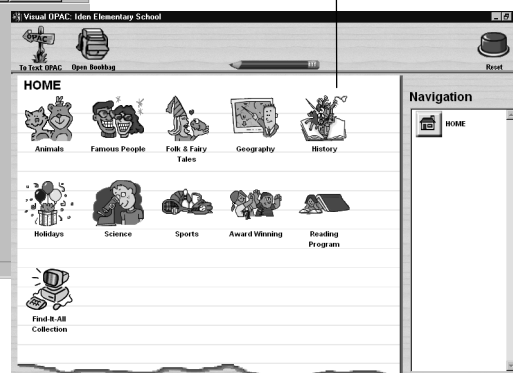 Visual OPAC: Iden Elementary School
OPAC
To Text OPAC Open Bookbag
Reset
HOME
Navigation
HOME
Animals Famous People Folk & Fairy Tales Geography History
Holidays Science Sports Award Winning Reading Program
Find-It-All Collection